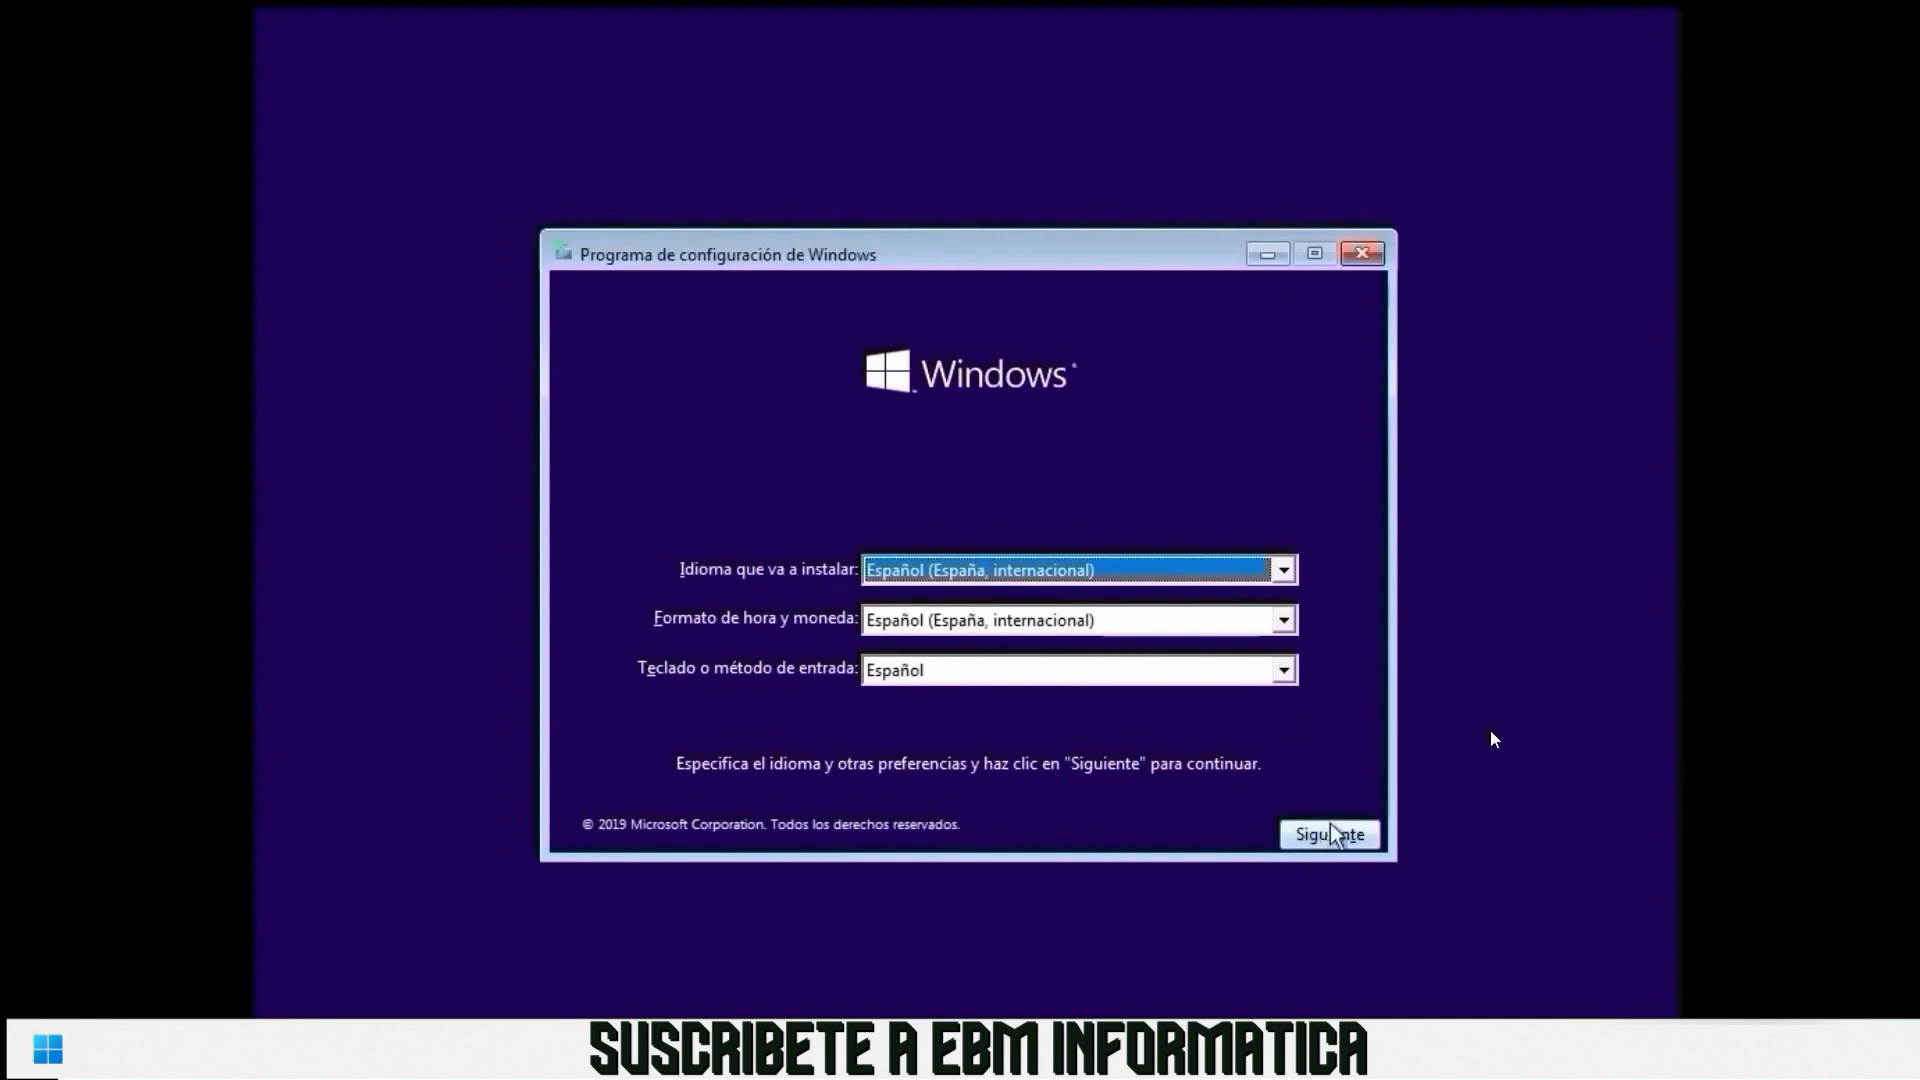 Programa de configuración de Windows
Windows
Idioma que va a instalar: Español (España, internacional)
Formato de hora y moneda: Español (España, internacional)
Teclado o método de entrada: Español
Especifica el idioma y otras preferencias y haz clic en "Siguiente" para continuar.
© 2019 Microsoft Corporation. Todos los derechos reservados.
Siguiente
SUSCRIBETE A EBM INFORMATICA